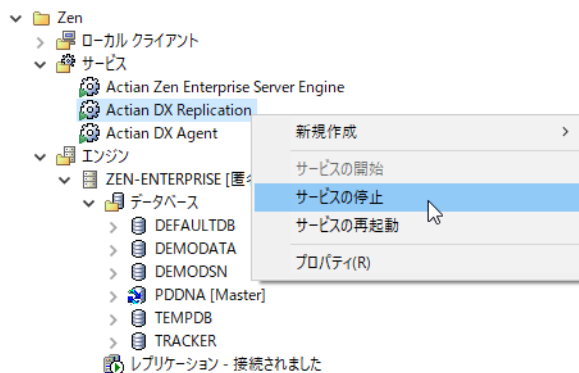 Zen
ローカル クライアント
サービス
Actian Zen Enterprise Server Engine
Actian DX Replication
Actian DX Agent
エンジン
ZEN-ENTERPRISE [匿
データベース
DEFAULTDB
DEMODATA
DEMODSN
PDDNA [Master]
TEMPDB
TRACKER
レプリケーション - 接続されました
新規作成
サービスの開始
サービスの停止
サービスの再起動
プロパティ(R)